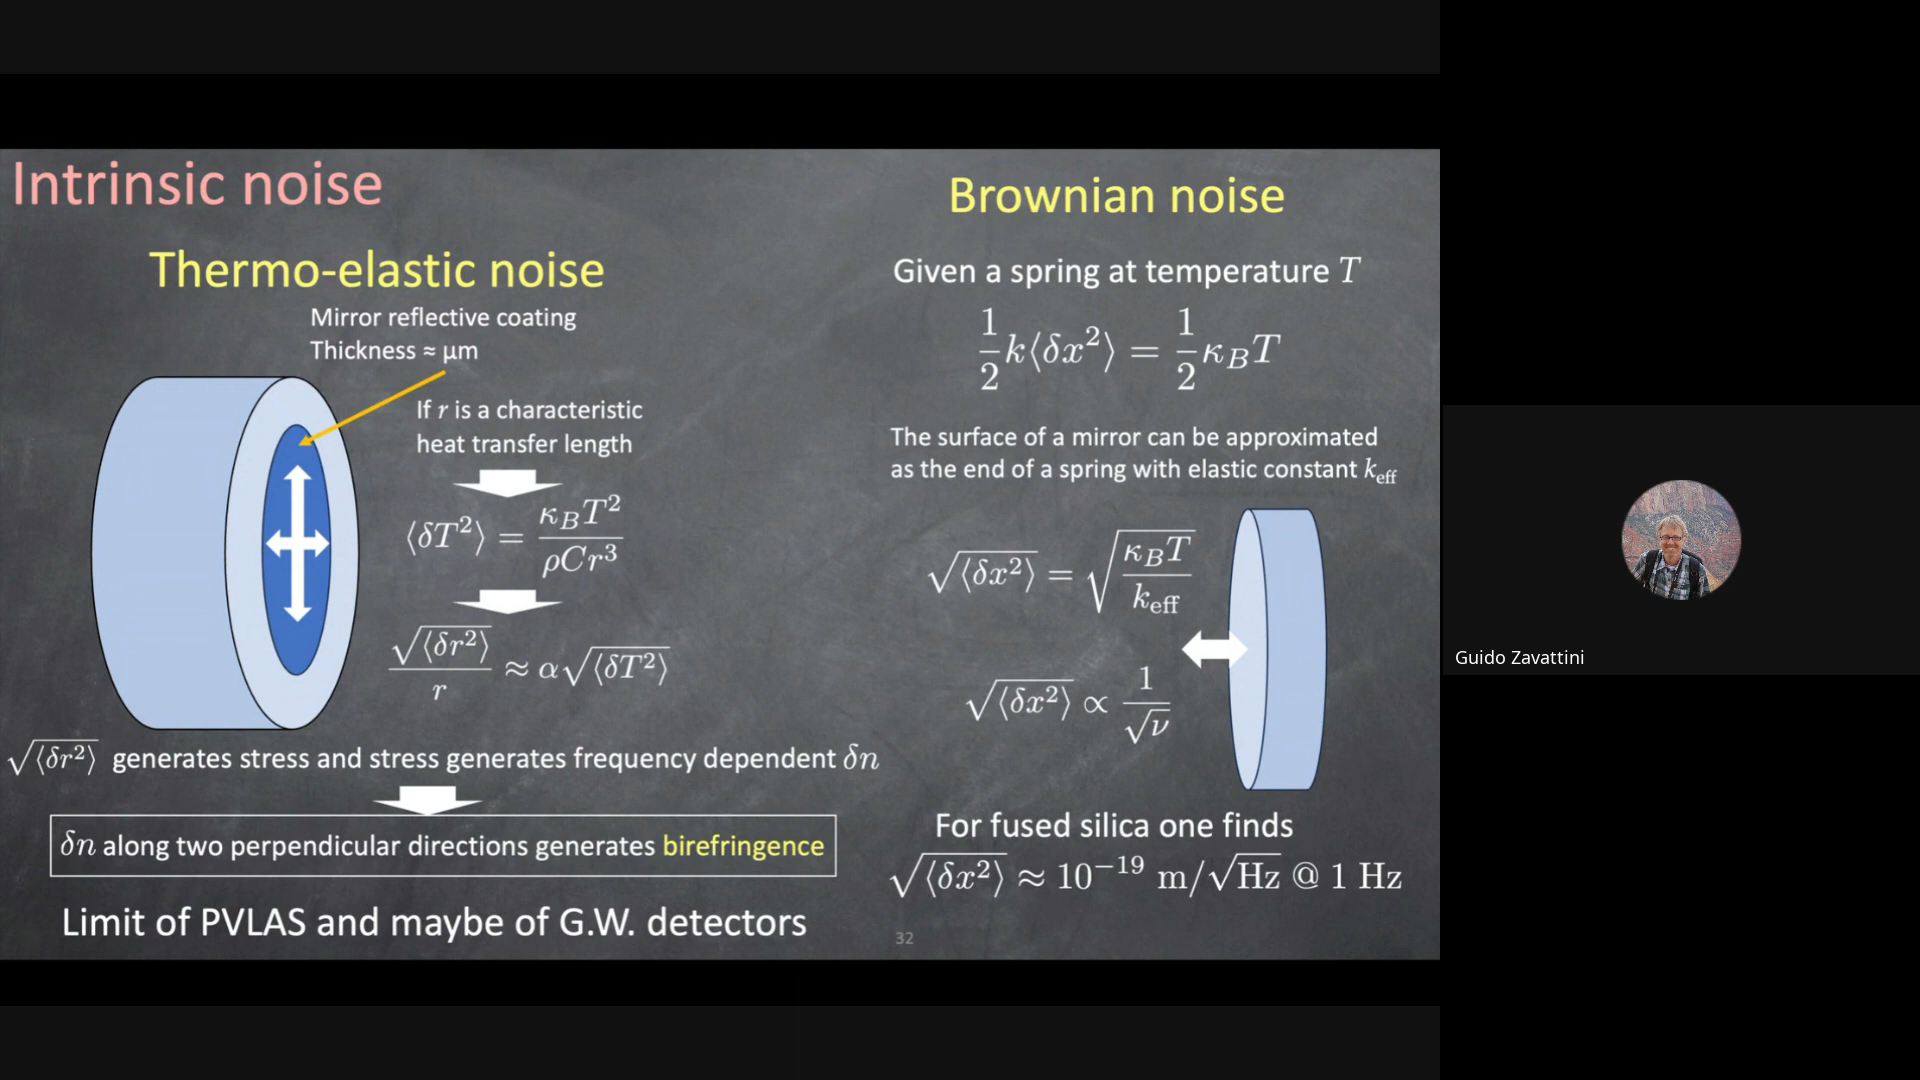 Intrinsic noise
Thermo-elastic noise
Mirror reflective coating
Thickness ≈ μm
If r is a characteristic
heat transfer length
⟨δT²⟩ = κ_B T² / ρCr³
√⟨δr²⟩ / r ≈ α√⟨δT²⟩
√⟨δr²⟩ generates stress and stress generates frequency dependent δn
δn along two perpendicular directions generates birefringence
Limit of PVLAS and maybe of G.W. detectors
Brownian noise
Given a spring at temperature T
1/2 k⟨δx²⟩ = 1/2 κ_B T
The surface of a mirror can be approximated
as the end of a spring with elastic constant k_eff
√⟨δx²⟩ = √(κ_B T / k_eff)
√⟨δx²⟩ ∝ 1/√ν
For fused silica one finds
√⟨δx²⟩ ≈ 10⁻¹⁹ m/√Hz @ 1 Hz
32
Guido Zavattini